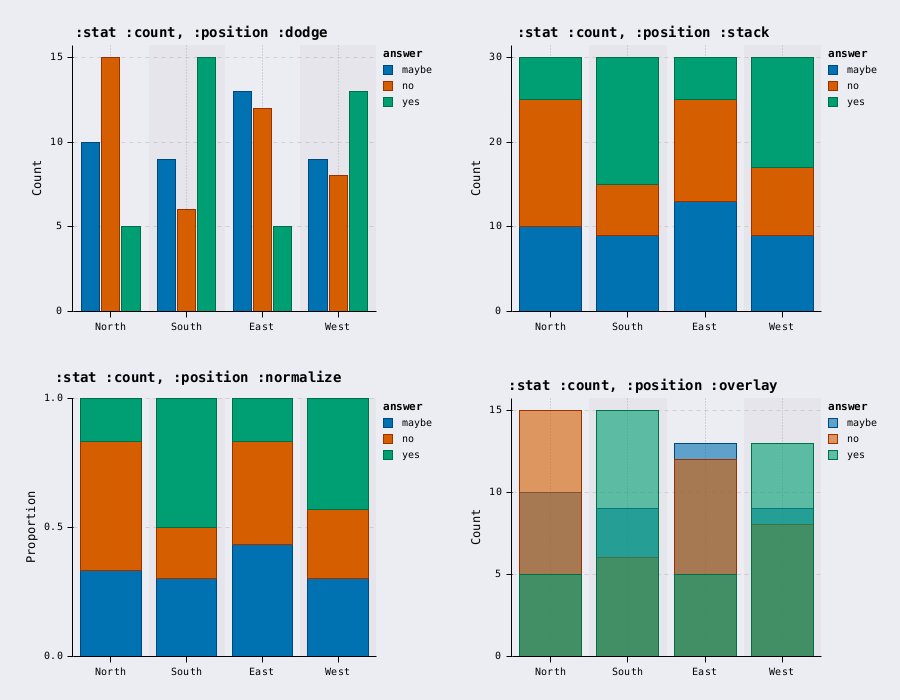 :stat :count, :position :dodge
answer
maybe
no
yes
15
10
5
0
Count
North South East West
:stat :count, :position :stack
answer
maybe
no
yes
30
20
10
0
Count
North South East West
:stat :count, :position :normalize
answer
maybe
no
yes
1.0
0.5
0.0
Proportion
North South East West
:stat :count, :position :overlay
answer
maybe
no
yes
15
10
5
0
Count
North South East West